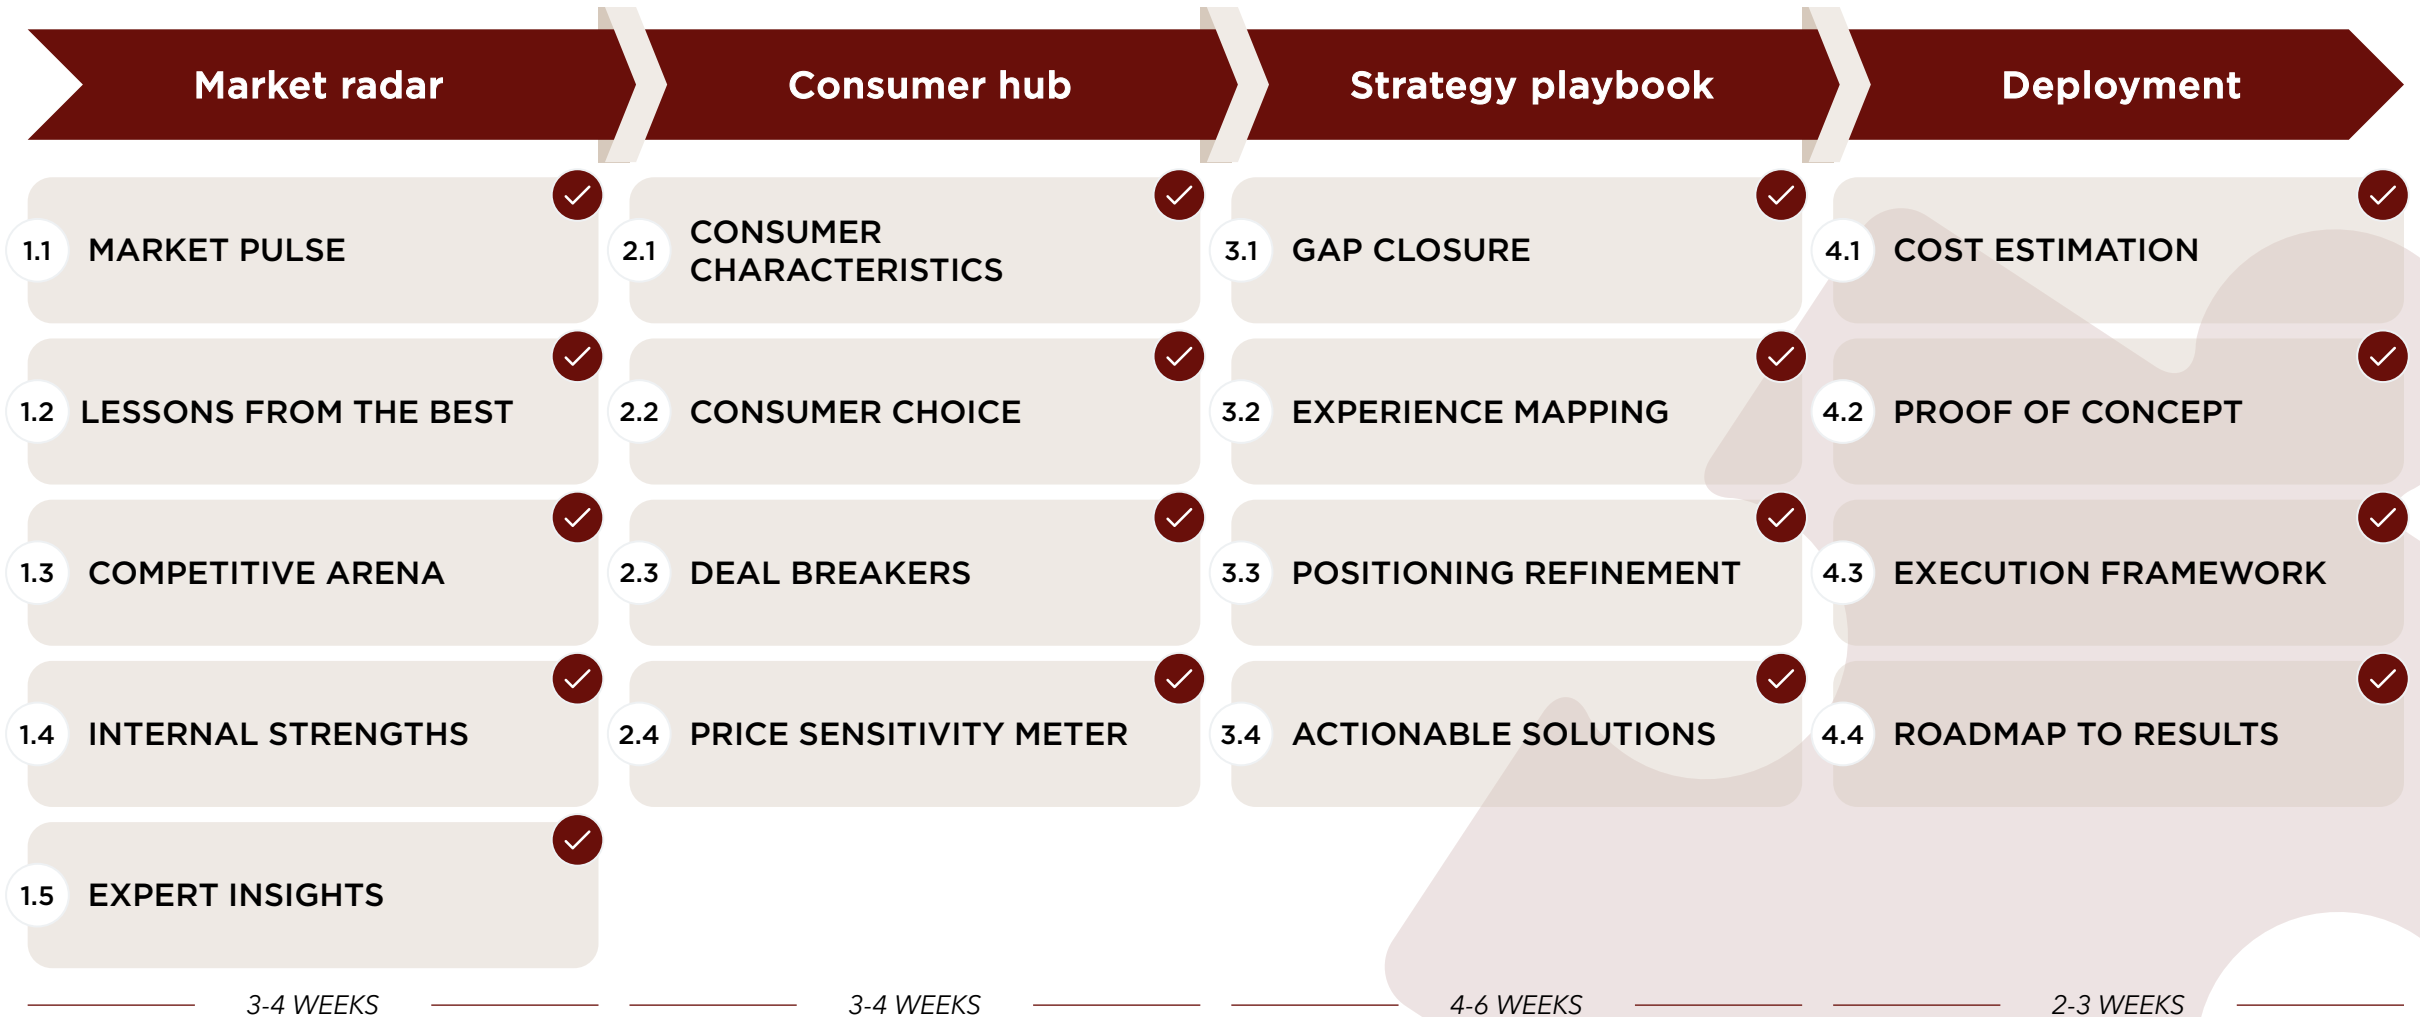 Market radar
Consumer hub
Strategy playbook
Deployment
1.1 MARKET PULSE
1.2 LESSONS FROM THE BEST
1.3 COMPETITIVE ARENA
1.4 INTERNAL STRENGTHS
1.5 EXPERT INSIGHTS
3-4 WEEKS
2.1 CONSUMER
CHARACTERISTICS
2.2 CONSUMER CHOICE
2.3 DEAL BREAKERS
2.4 PRICE SENSITIVITY METER
3-4 WEEKS
3.1 GAP CLOSURE
3.2 EXPERIENCE MAPPING
3.3 POSITIONING REFINEMENT
3.4 ACTIONABLE SOLUTIONS
4-6 WEEKS
4.1 COST ESTIMATION
4.2 PROOF OF CONCEPT
4.3 EXECUTION FRAMEWORK
4.4 ROADMAP TO RESULTS
2-3 WEEKS